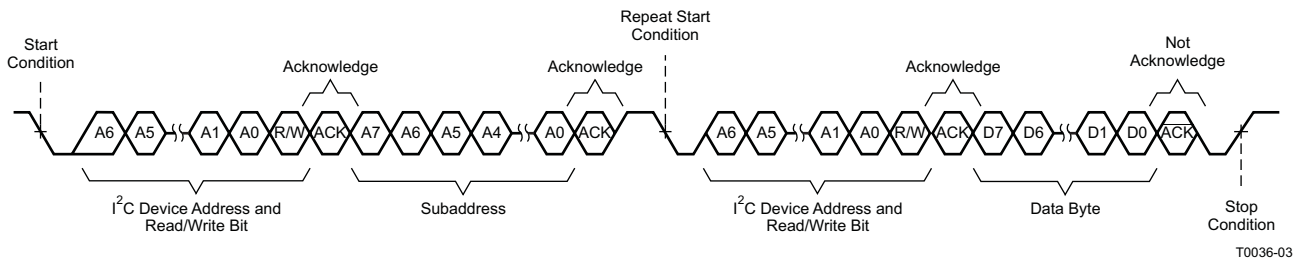 Start
Condition
Acknowledge
Acknowledge
Repeat Start
Condition
Acknowledge
Not
Acknowledge
A6 A5 A1 A0 R/W ACK A7 A6 A5 A4 A0 ACK A6 A5 A1 A0 R/W ACK D7 D6 D1 D0 A̅C̅K̅
I²C Device Address and
Read/Write Bit
Subaddress
I²C Device Address and
Read/Write Bit
Data Byte
Stop
Condition
T0036-03